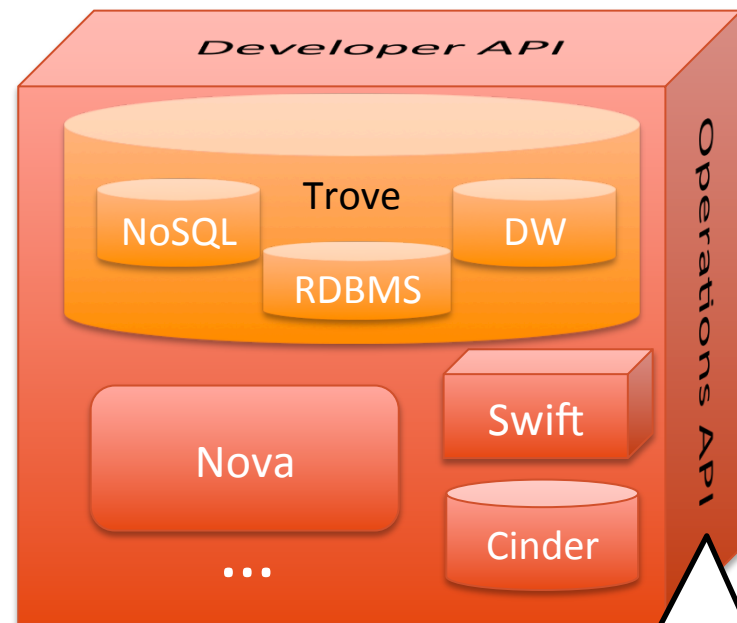 Developer API
Operations API
Trove
NoSQL
DW
RDBMS
Swift
Nova
Cinder
...